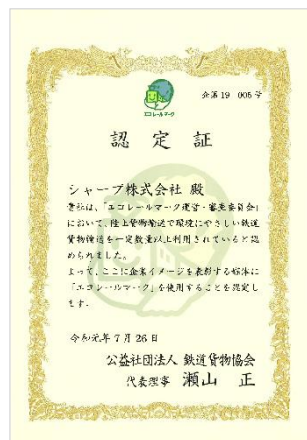 企第19 005号
エコレールマーク
認定証
シャープ株式会社 殿
貴社は、「エコレールマーク運営・審査委員会」
において、陸上貨物輸送で環境にやさしい鉄道
貨物輸送を一定数量以上利用されていると認
められました。
よって、ここに企業イメージを表彰する媒体に
「エコレールマーク」を使用することを認定し
ます。
令和元年7月26日
公益社団法人 鉄道貨物協会
代表理事 瀬山 正